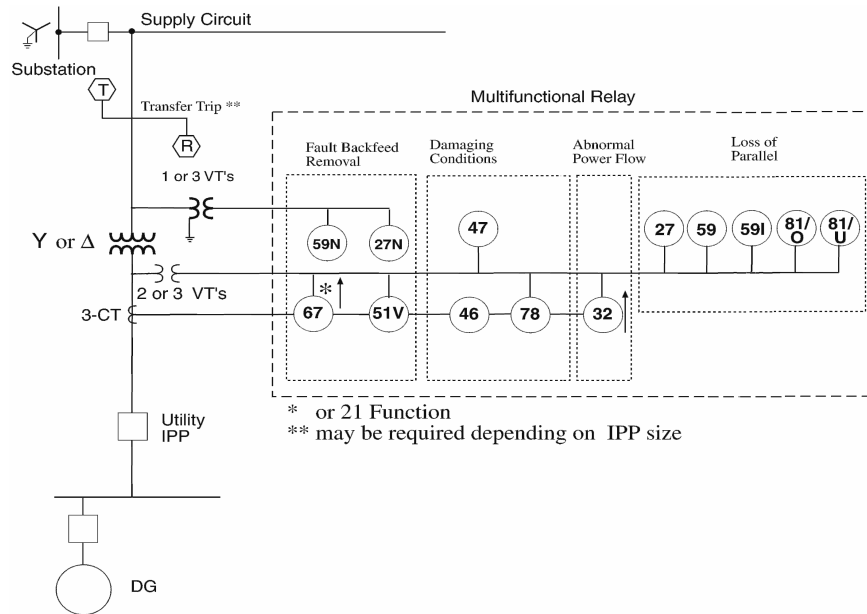 Supply Circuit
Substation
T
Transfer Trip **
R
Multifunctional Relay
Fault Backfeed
Removal
Damaging
Conditions
Abnormal
Power Flow
Loss of
Parallel
1 or 3 VT's
59N
27N
47
27
59
59I
81/
O
81/
U
Y or Δ
2 or 3 VT's
*
3-CT
67
51V
46
78
32
* or 21 Function
** may be required depending on IPP size
Utility
IPP
DG